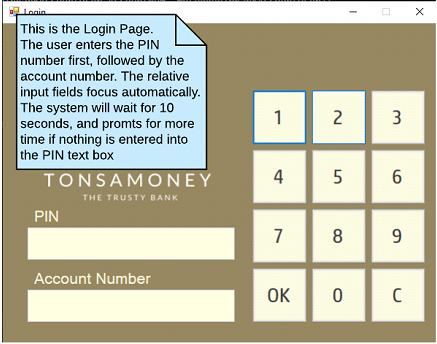 Login
This is the Login Page.
The user enters the PIN
number first, followed by the
account number. The relative
input fields focus automatically.
The system will wait for 10
seconds, and promts for more
time if nothing is entered into
the PIN text box
TONSAMONEY
THE TRUSTY BANK
PIN
Account Number
1 2 3
4 5 6
7 8 9
OK 0 C